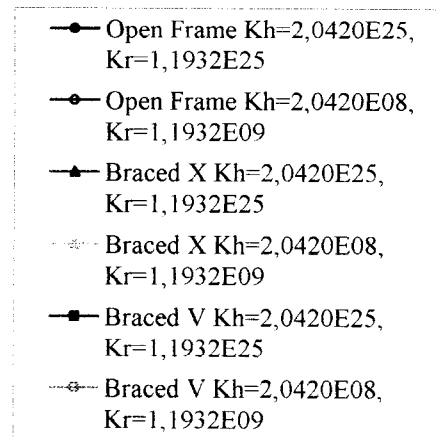 Open Frame Kh=2,0420E25,
Kr=1,1932E25
Open Frame Kh=2,0420E08,
Kr=1,1932E09
Braced X Kh=2,0420E25,
Kr=1,1932E25
Braced X Kh=2,0420E08,
Kr=1,1932E09
Braced V Kh=2,0420E25,
Kr=1,1932E25
Braced V Kh=2,0420E08,
Kr=1,1932E09